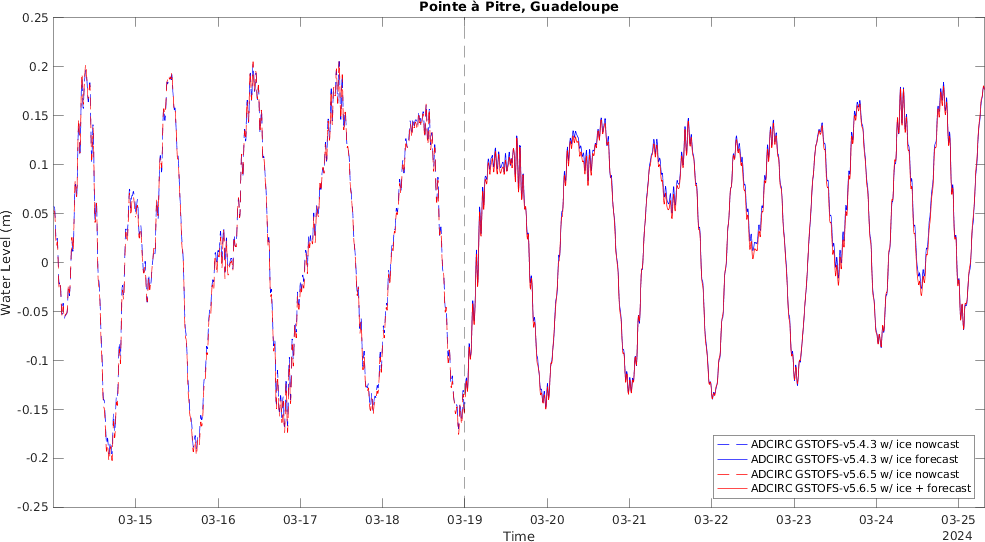 Pointe à Pitre, Guadeloupe
0.25
0.2
0.15
0.1
0.05
0
-0.05
-0.1
-0.15
-0.2
-0.25
Water Level (m)
ADCIRC GSTOFS-v5.4.3 w/ ice nowcast
ADCIRC GSTOFS-v5.4.3 w/ ice forecast
ADCIRC GSTOFS-v5.6.5 w/ ice nowcast
ADCIRC GSTOFS-v5.6.5 w/ ice + forecast
03-15 03-16 03-17 03-18 03-19 03-20 03-21 03-22 03-23 03-24 03-25
Time
2024